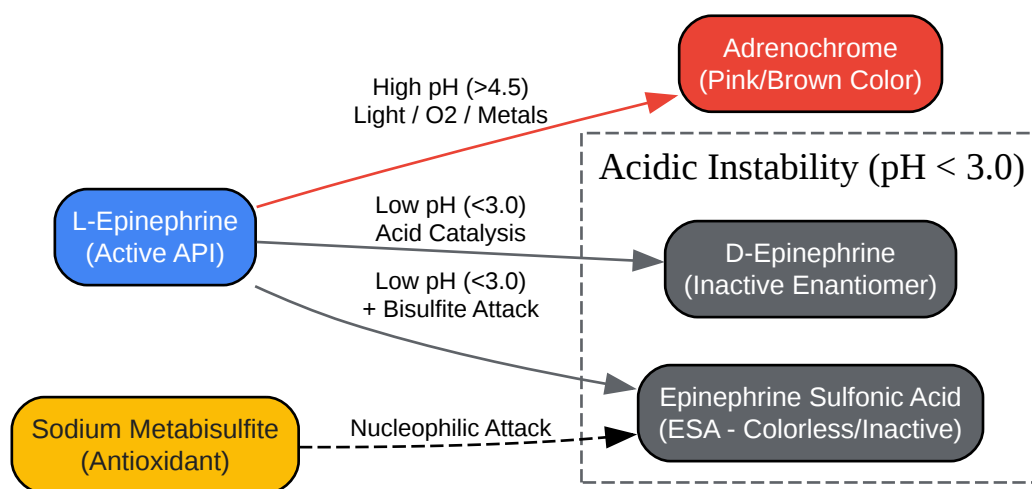 Adrenochrome
(Pink/Brown Color)
High pH (>4.5)
Light / O2 / Metals
Acidic Instability (pH < 3.0)
L-Epinephrine
(Active API)
Low pH (<3.0)
Acid Catalysis
D-Epinephrine
(Inactive Enantiomer)
Low pH (<3.0)
+ Bisulfite Attack
Epinephrine Sulfonic Acid
(ESA - Colorless/Inactive)
Sodium Metabisulfite
(Antioxidant)
Nucleophilic Attack